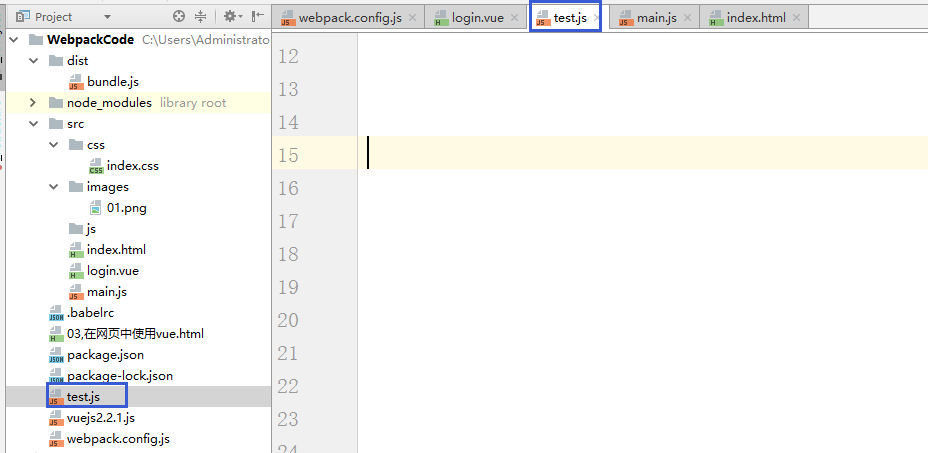 Project
webpack.config.js
login.vue
test.js
main.js
index.html
WebpackCode C:\Users\Administrato
dist
bundle.js
node_modules library root
src
css
index.css
images
01.png
js
index.html
login.vue
main.js
.babelrc
03,在网页中使用vue.html
package.json
package-lock.json
test.js
vuejs2.2.1.js
webpack.config.js
12
13
14
15
16
17
18
19
20
21
22
23
24